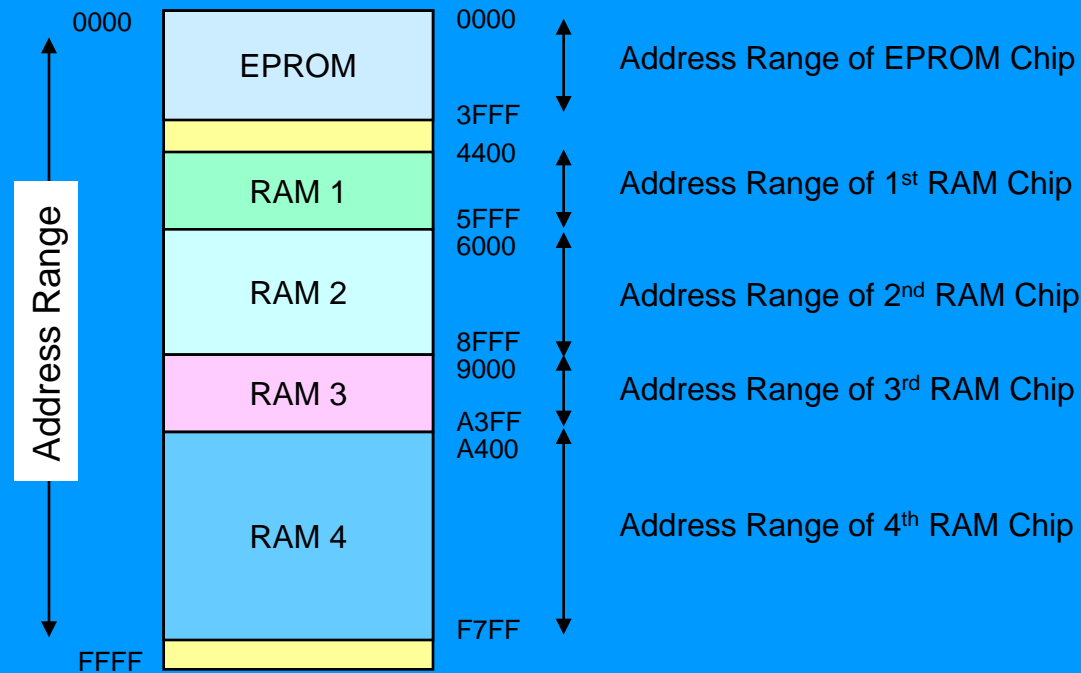 0000
Address Range
FFFF
EPROM
RAM 1
RAM 2
RAM 3
RAM 4
0000
3FFF
4400
5FFF
6000
8FFF
9000
A3FF
A400
F7FF
Address Range of EPROM Chip
Address Range of 1st RAM Chip
Address Range of 2nd RAM Chip
Address Range of 3rd RAM Chip
Address Range of 4th RAM Chip